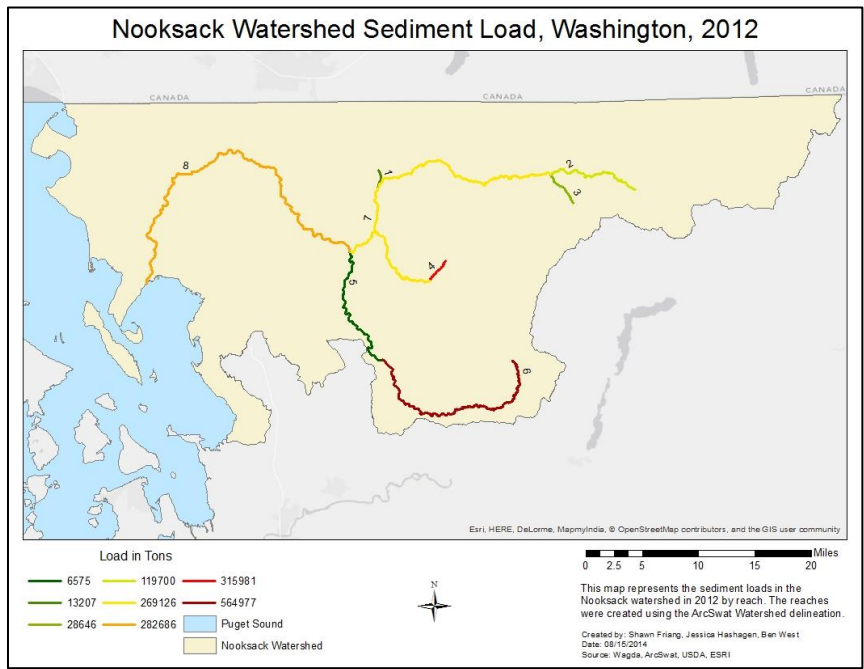 Nooksack Watershed Sediment Load, Washington, 2012
CANADA
CANADA
CANADA
8
1
2
3
7
4
5
6
Esri, HERE, DeLorme, MapmyIndia, © OpenStreetMap contributors, and the GIS user community
Load in Tons
6575
119700
315981
13207
269126
564977
28646
282686
Puget Sound
Nooksack Watershed
N
Miles
0 2.5 5 10 15 20
This map represents the sediment loads in the
Nooksack watershed in 2012 by reach. The reaches
were created using the ArcSwat Watershed delineation.
Created by: Shawn Friang, Jessica Hashagen, Ben West
Date: 08/15/2014
Source: Wagda, ArcSwat, USDA, ESRI